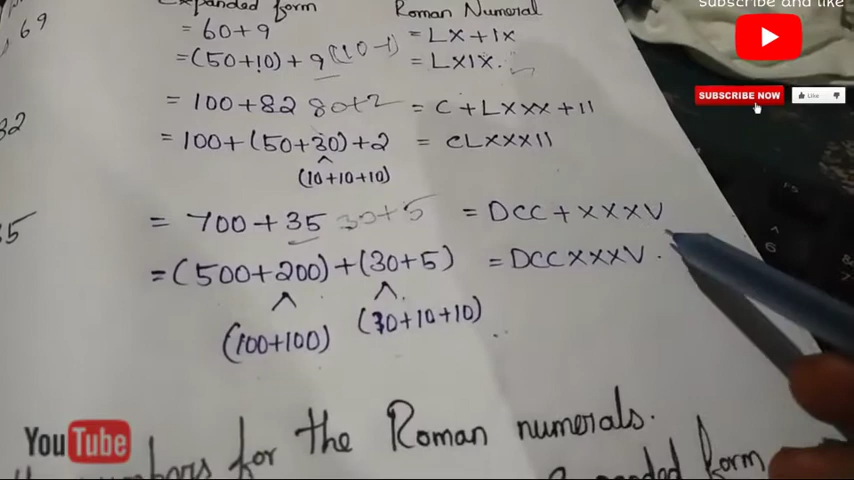 Subscribe and like
Expanded form Roman Numeral
69
= 60+9 = LX+IX
=(50+10)+9(10-1) = LXIX.
SUBSCRIBE NOW Like
= 100+82 80+2 = C+LXXX+II
32
= 100+(50+30)+2 = CLXXXII
(10+10+10)
35
= 700+35 30+5 = DCC+XXXV
=(500+200)+(30+5) = DCCXXXV.
(100+100) (10+10+10)
YouTube
numbers for the Roman numerals.
form